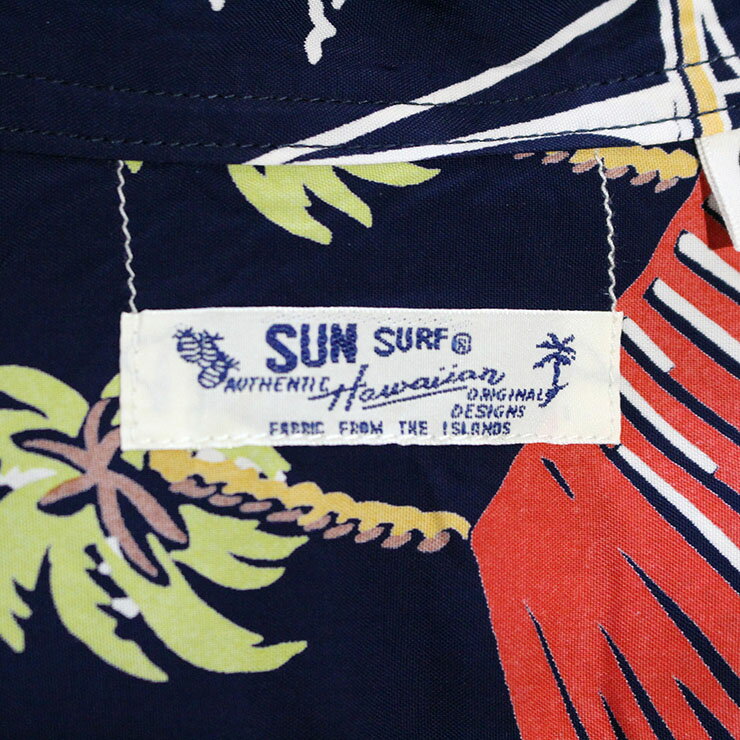 SUN SURF®
AUTHENTIC Hawaiian ORIGINAL
DESIGNS
FABRIC FROM THE ISLANDS